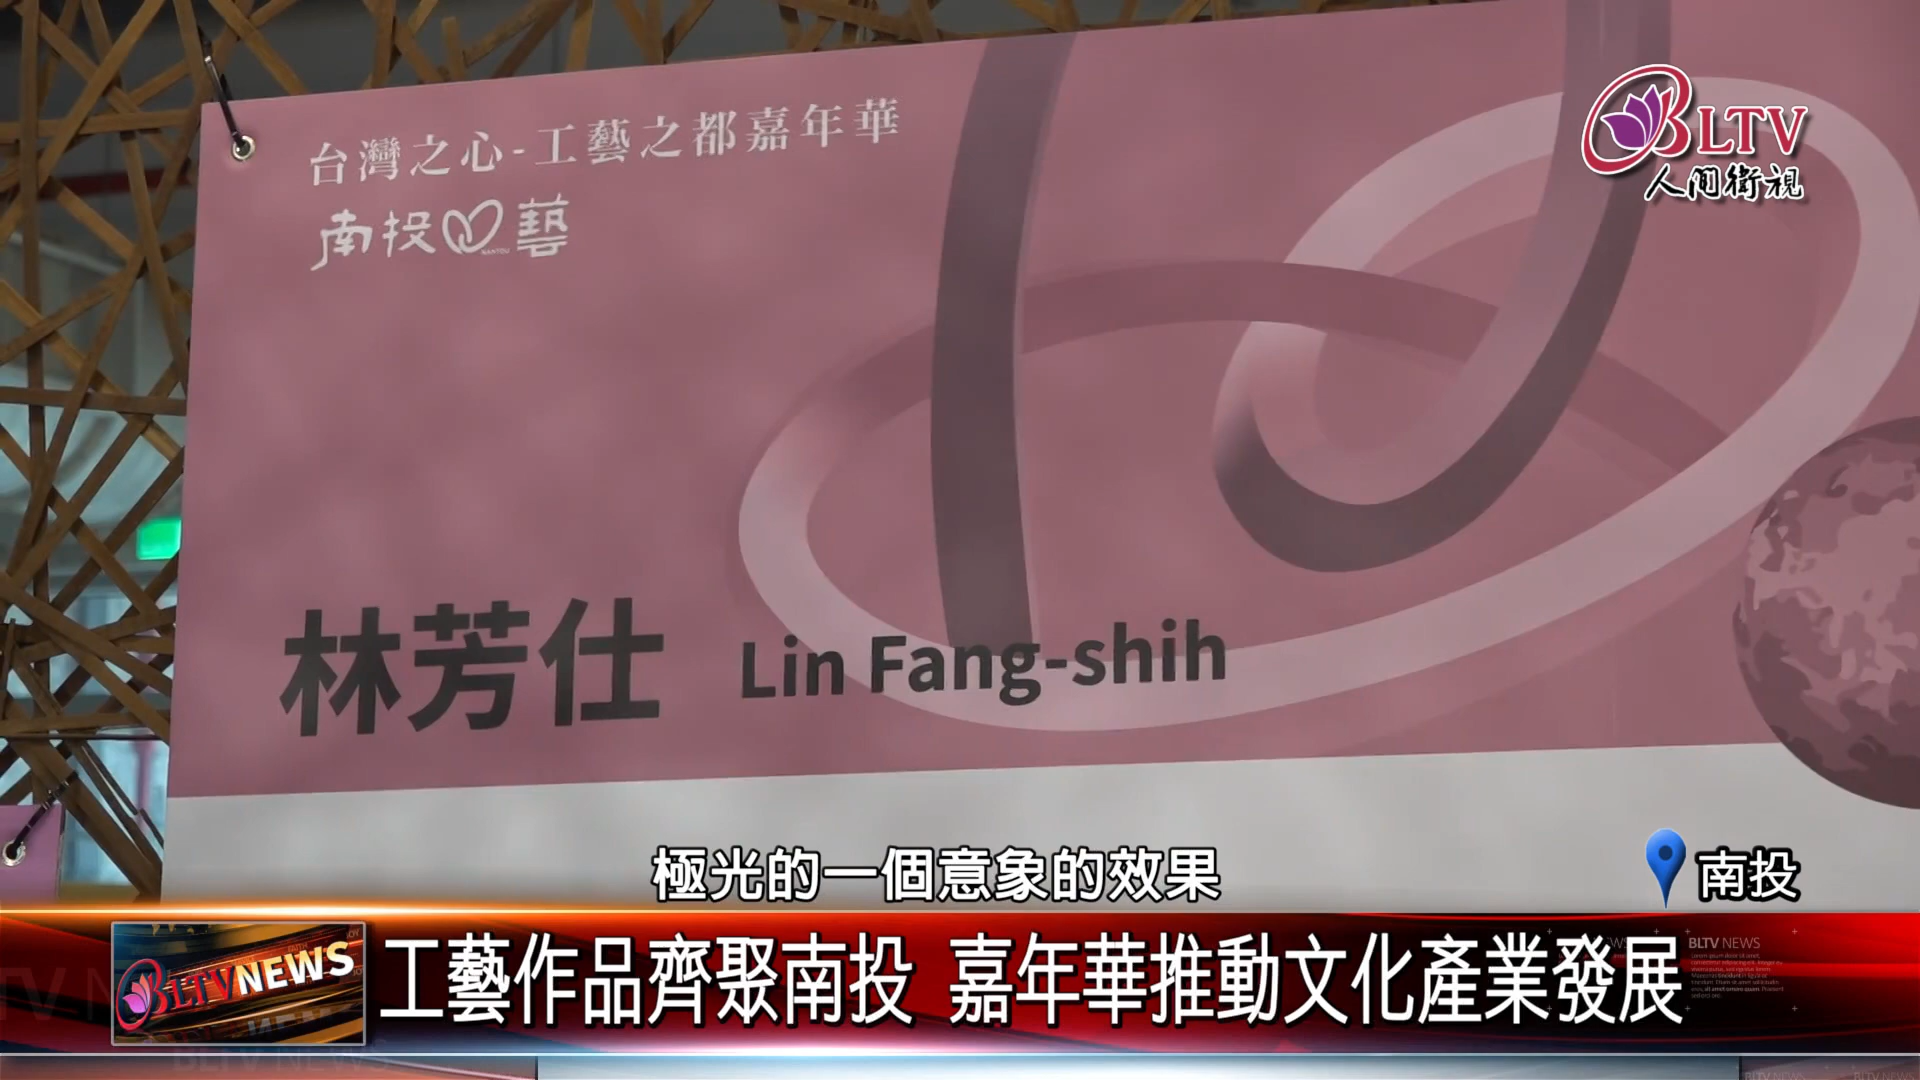 台灣之心-工藝之都嘉年華
南投 藝
NANTOU
BLTV
人間衛視
林芳仕 Lin Fang-shih
極光的一個意象的效果
南投
BLTVNEWS
工藝作品齊聚南投 嘉年華推動文化產業發展
BLTV NEWS